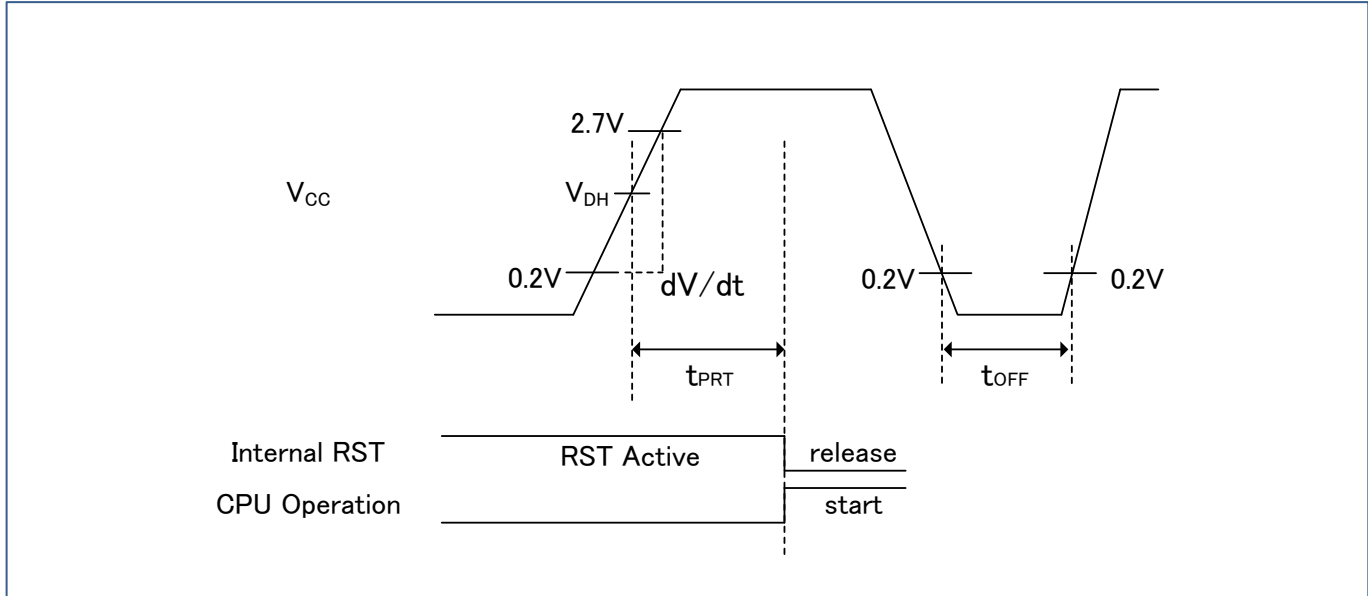 2.7V
VCC
VDH
0.2V
dV/dt
0.2V
0.2V
tPRT
tOFF
Internal RST
RST Active
release
CPU Operation
start